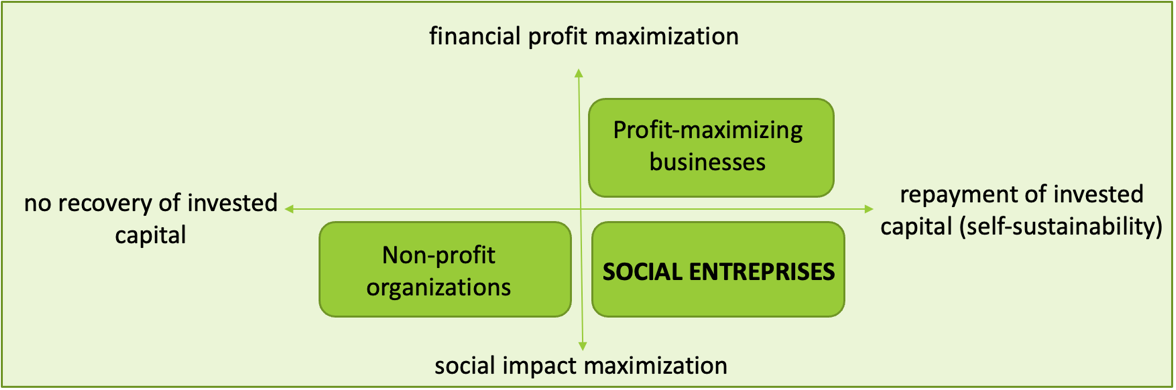 financial profit maximization
Profit-maximizing
businesses
no recovery of invested
capital
repayment of invested
capital (self-sustainability)
Non-profit
organizations
SOCIAL ENTREPRISES
social impact maximization